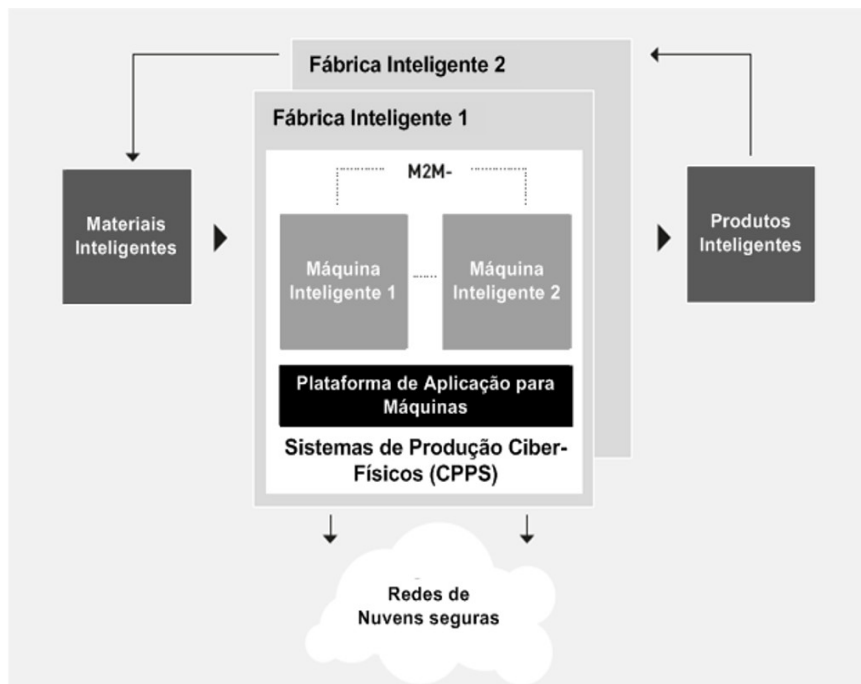 Fábrica Inteligente 2
Fábrica Inteligente 1
M2M-
Materiais
Inteligentes
Máquina
Inteligente 1
Máquina
Inteligente 2
Produtos
Inteligentes
Plataforma de Aplicação para
Máquinas
Sistemas de Produção Ciber-
Físicos (CPPS)
Redes de
Nuvens seguras